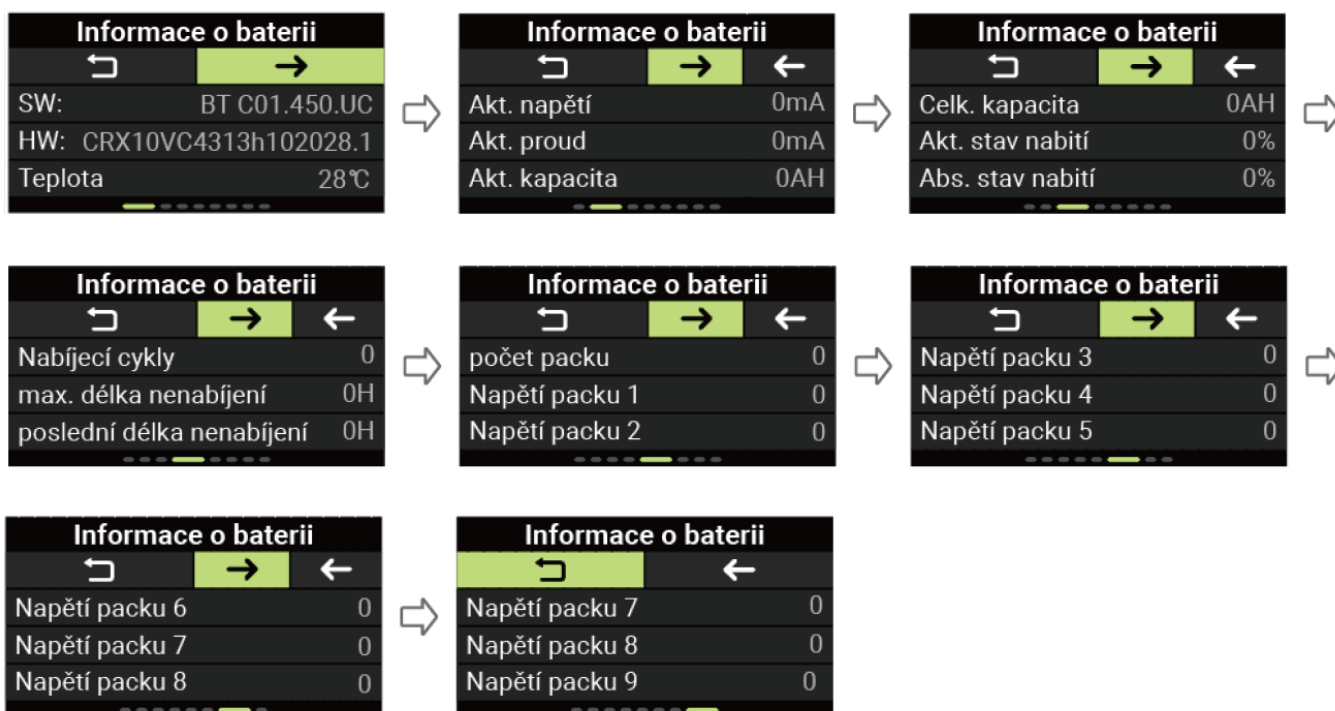 Informace o baterii
SW: BT C01.450.UC
HW: CRX10VC4313h102028.1
Teplota 28℃
Informace o baterii
Akt. napětí 0mA
Akt. proud 0mA
Akt. kapacita 0AH
Informace o baterii
Celk. kapacita 0AH
Akt. stav nabití 0%
Abs. stav nabití 0%
Informace o baterii
Nabíjecí cykly 0
max. délka nenabíjení 0H
poslední délka nenabíjení 0H
Informace o baterii
počet packu 0
Napětí packu 1 0
Napětí packu 2 0
Informace o baterii
Napětí packu 3 0
Napětí packu 4 0
Napětí packu 5 0
Informace o baterii
Napětí packu 6 0
Napětí packu 7 0
Napětí packu 8 0
Informace o baterii
Napětí packu 7 0
Napětí packu 8 0
Napětí packu 9 0